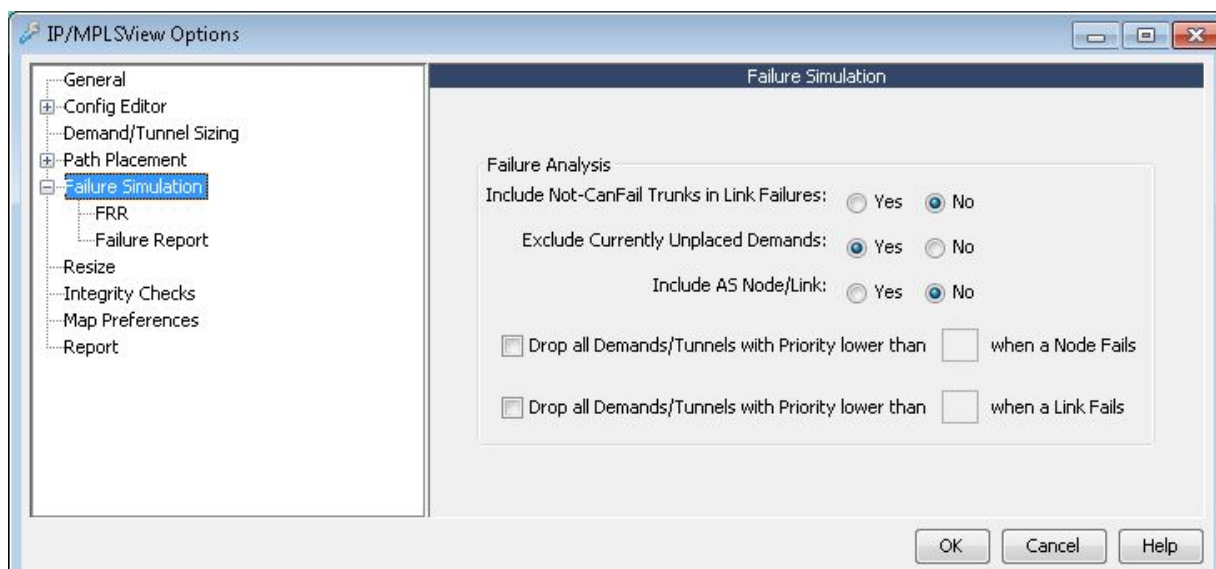 IP/MPLSView Options
General
Config Editor
Demand/Tunnel Sizing
Path Placement
Failure Simulation
FRR
Failure Report
Resize
Integrity Checks
Map Preferences
Report
Failure Simulation
Failure Analysis
Include Not-CanFail Trunks in Link Failures: Yes No
Exclude Currently Unplaced Demands: Yes No
Include AS Node/Link: Yes No
Drop all Demands/Tunnels with Priority lower than when a Node Fails
Drop all Demands/Tunnels with Priority lower than when a Link Fails
OK Cancel Help